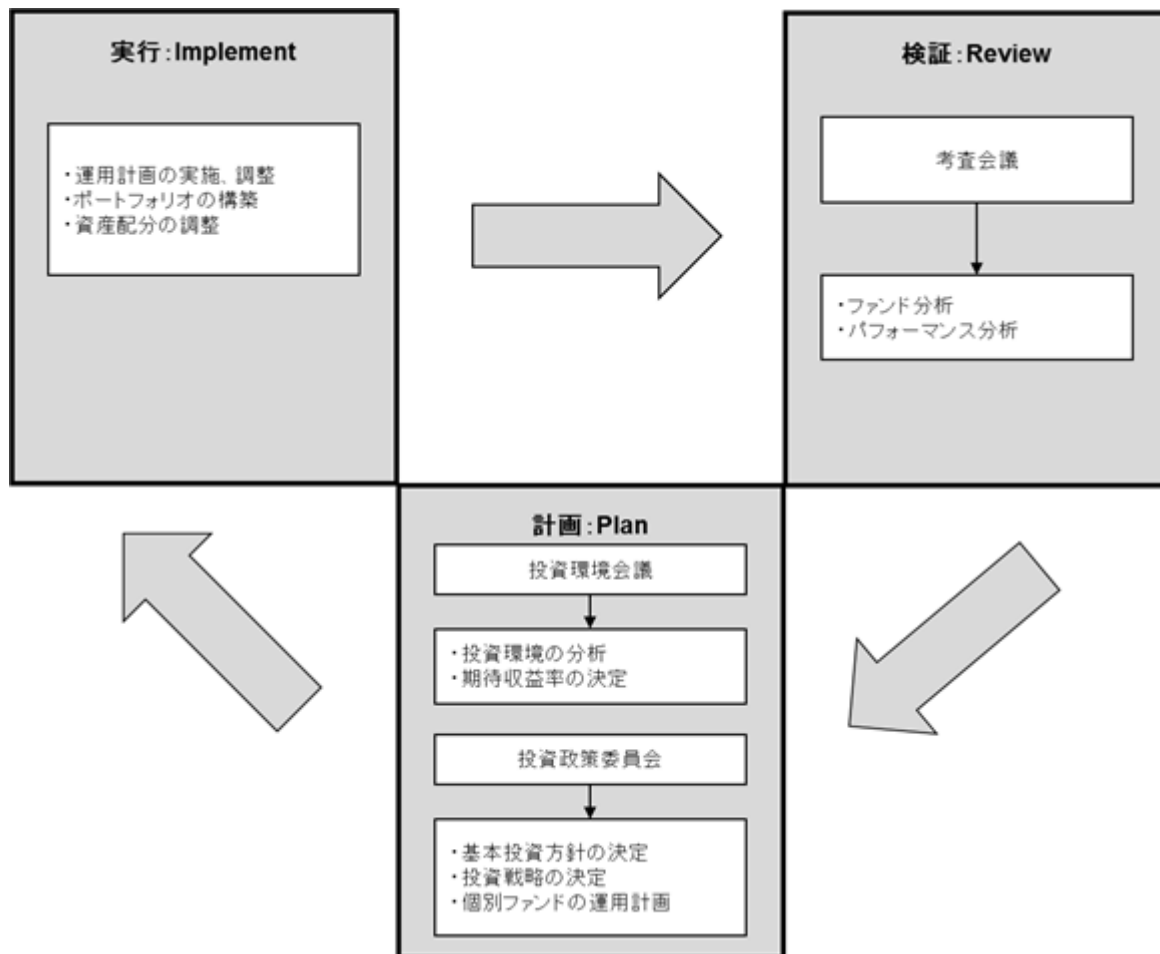 実行:Implement
・運用計画の実施、調整
・ポートフォリオの構築
・資産配分の調整
検証:Review
考査会議
・ファンド分析
・パフォーマンス分析
計画:Plan
投資環境会議
・投資環境の分析
・期待収益率の決定
投資政策委員会
・基本投資方針の決定
・投資戦略の決定
・個別ファンドの運用計画